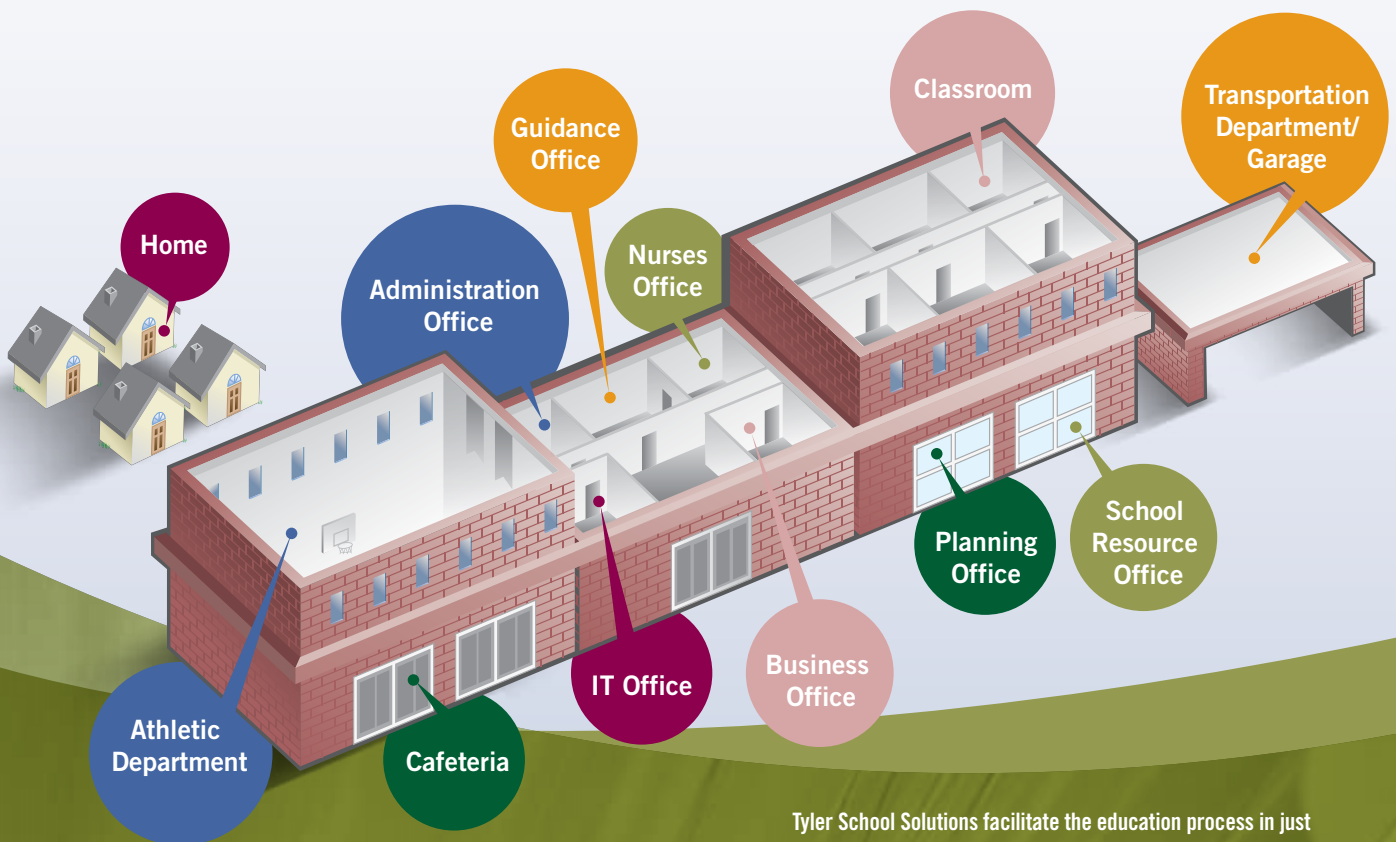 Classroom
Transportation
Department/
Garage
Guidance
Office
Home
Nurses
Office
Administration
Office
School
Resource
Office
Planning
Office
Business
Office
IT Office
Athletic
Department
Cafeteria
Tyler School Solutions facilitate the education process in just